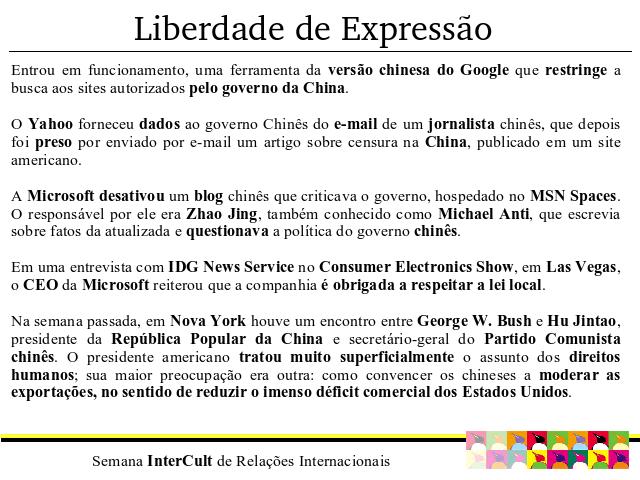 Liberdade de Expressão
Entrou em funcionamento, uma ferramenta da versão chinesa do Google que restringe a
busca aos sites autorizados pelo governo da China.
O Yahoo forneceu dados ao governo Chinês do e-mail de um jornalista chinês, que depois
foi preso por enviado por e-mail um artigo sobre censura na China, publicado em um site
americano.
A Microsoft desativou um blog chinês que criticava o governo, hospedado no MSN Spaces.
O responsável por ele era Zhao Jing, também conhecido como Michael Anti, que escrevia
sobre fatos da atualizada e questionava a política do governo chinês.
Em uma entrevista com IDG News Service no Consumer Electronics Show, em Las Vegas,
o CEO da Microsoft reiterou que a companhia é obrigada a respeitar a lei local.
Na semana passada, em Nova York houve um encontro entre George W. Bush e Hu Jintao,
presidente da República Popular da China e secretário-geral do Partido Comunista
chinês. O presidente americano tratou muito superficialmente o assunto dos direitos
humanos; sua maior preocupação era outra: como convencer os chineses a moderar as
exportações, no sentido de reduzir o imenso déficit comercial dos Estados Unidos.
Semana InterCult de Relações Internacionais